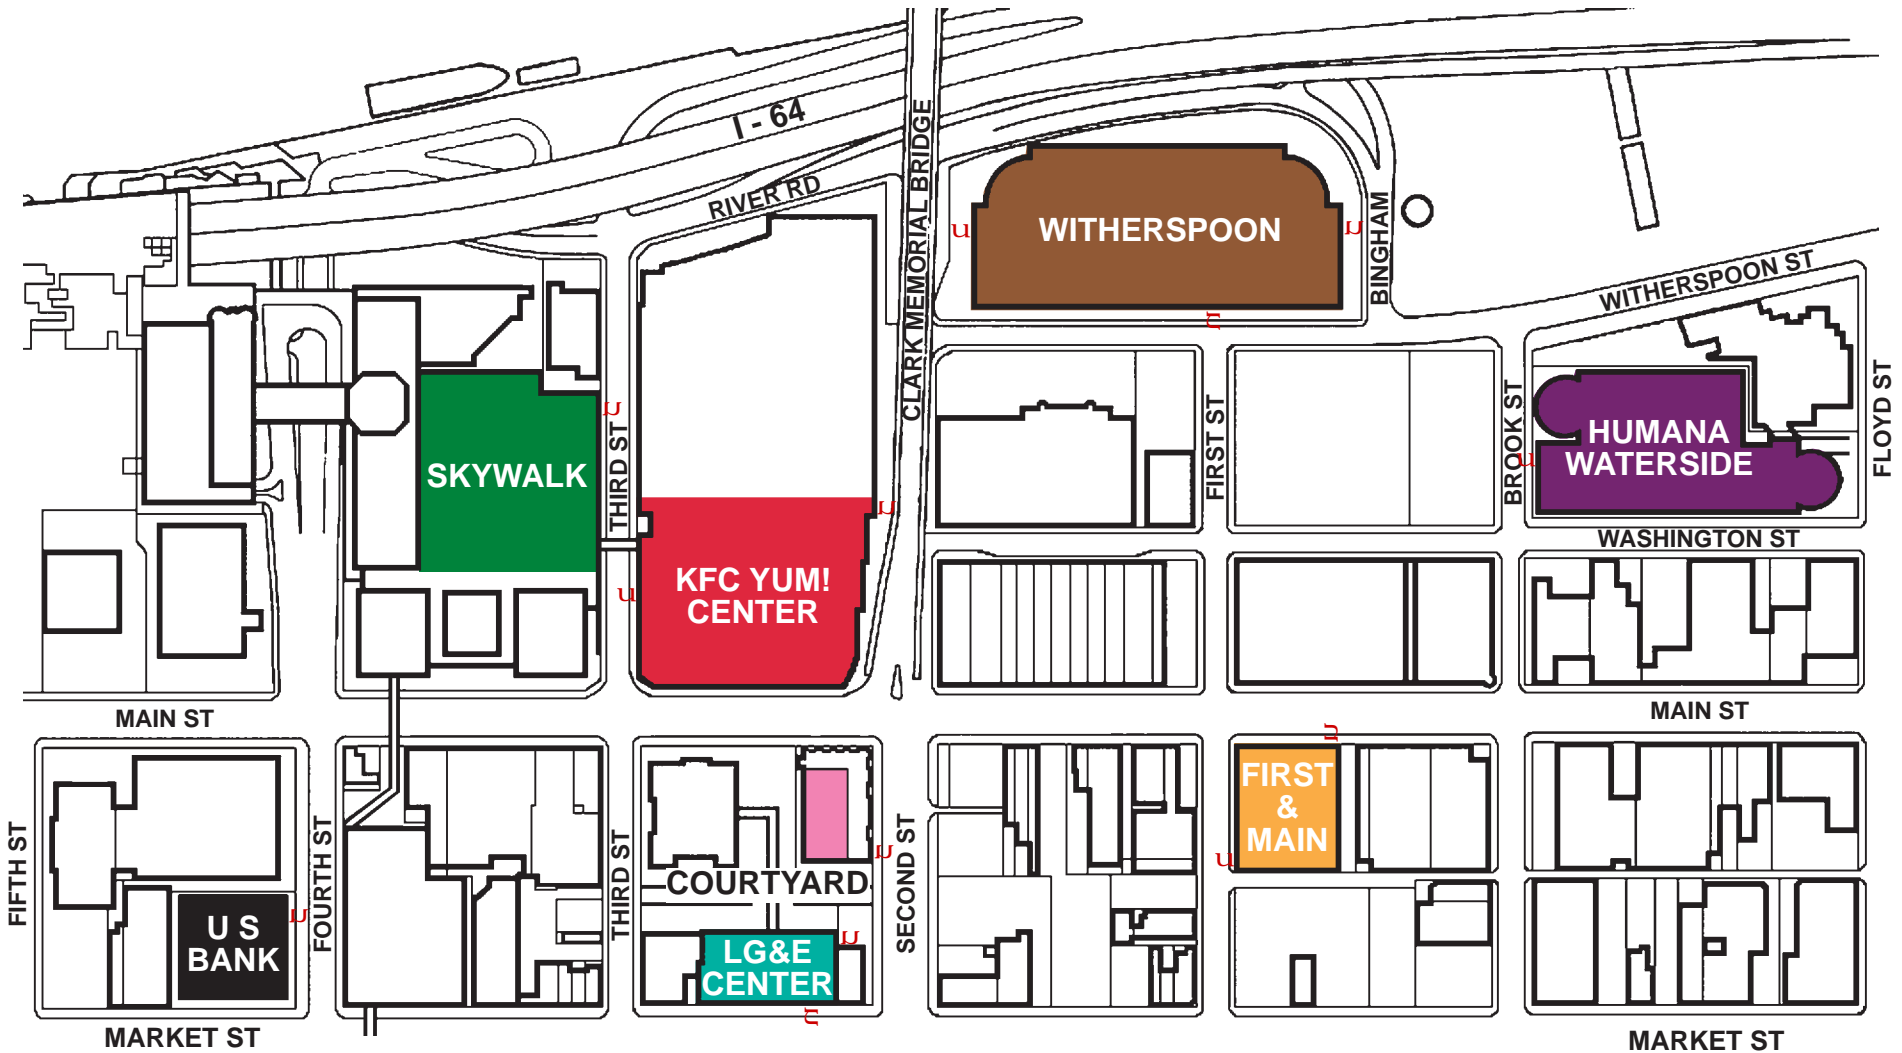 I - 64
CLARK MEMORIAL BRIDGE
RIVER RD
WITHERSPOON
BINGHAM
WITHERSPOON ST
SKYWALK
THIRD ST
KFC YUM!
CENTER
FIRST ST
BROOK ST
HUMANA
WATERSIDE
FLOYD ST
WASHINGTON ST
MAIN ST
MAIN ST
FIFTH ST
U S
BANK
FOURTH ST
THIRD ST
COURTYARD
LG&E
CENTER
SECOND ST
FIRST
&
MAIN
MARKET ST
MARKET ST